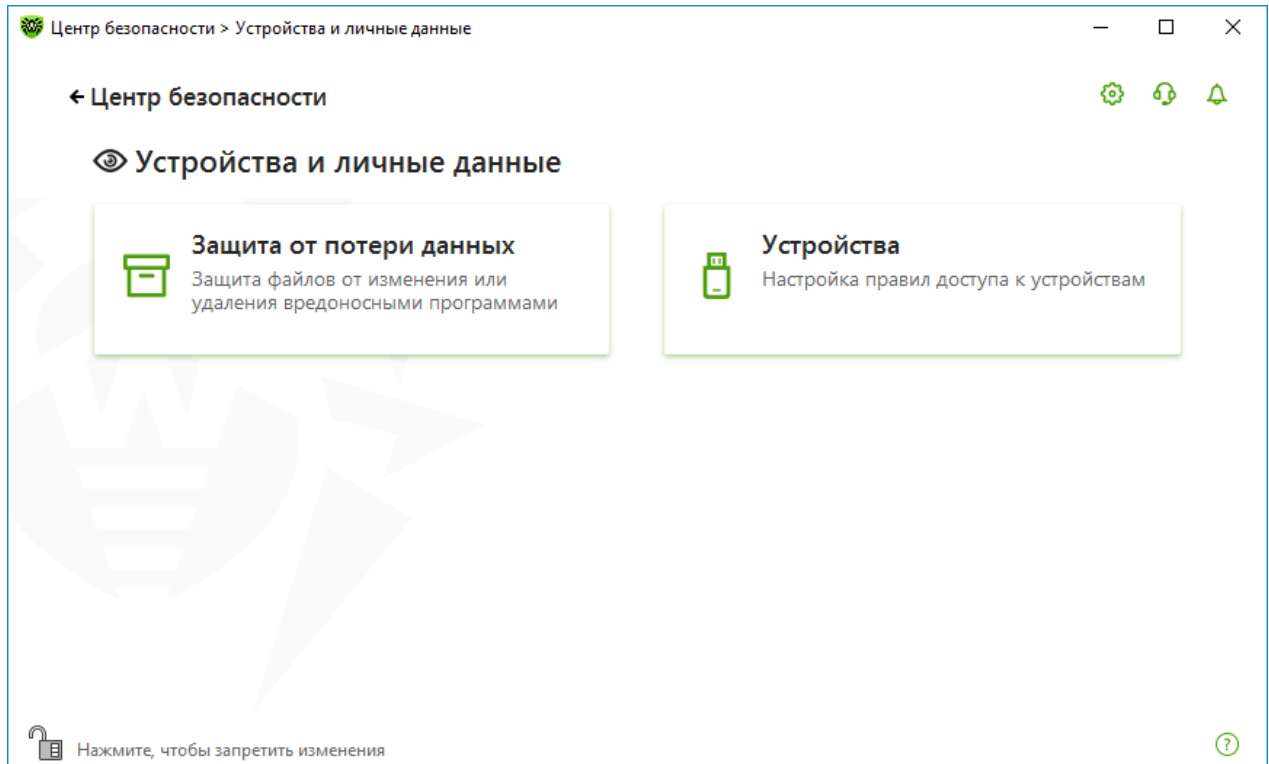 Центр безопасности > Устройства и личные данные
Центр безопасности
Устройства и личные данные
Защита от потери данных
Защита файлов от изменения или
удаления вредоносными программами
Устройства
Настройка правил доступа к устройствам
Нажмите, чтобы запретить изменения
?